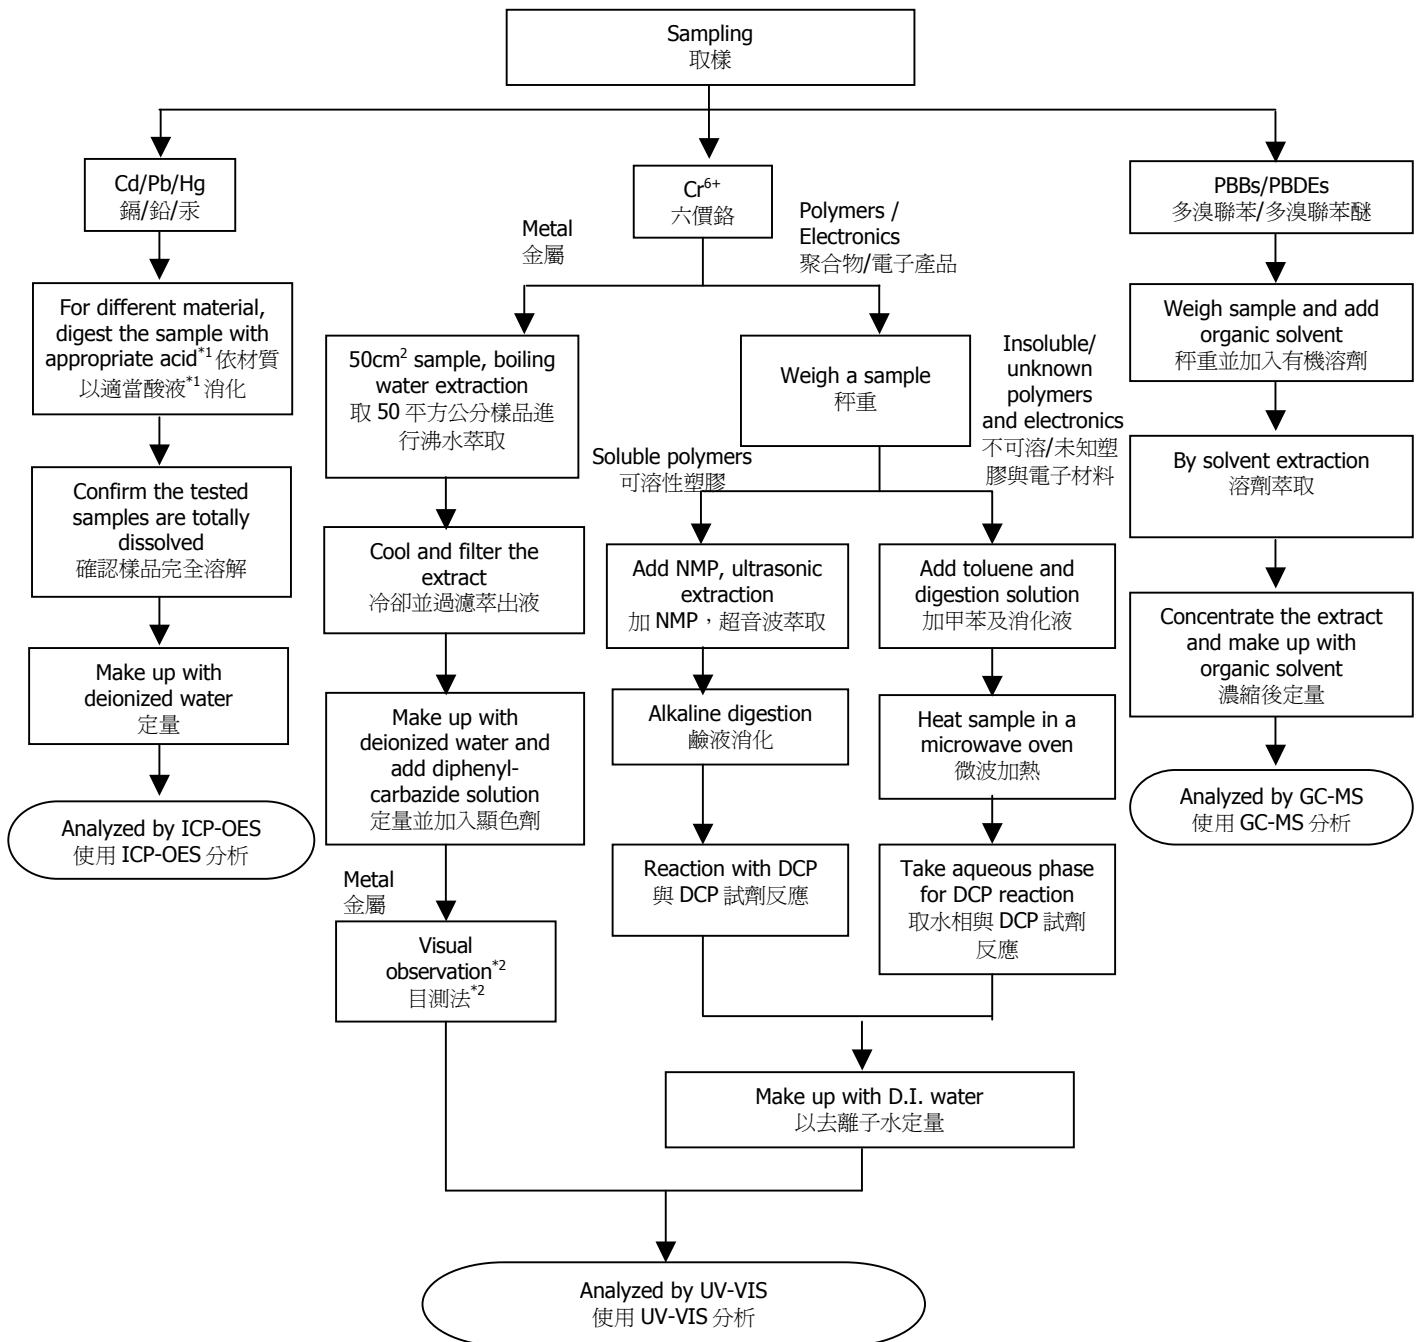 Sampling
取樣
Cd/Pb/Hg
鎘/鉛/汞
Cr6+
六價鉻
PBBs/PBDEs
多溴聯苯/多溴聯苯醚
Metal
金屬
Polymers /
Electronics
聚合物/電子產品
For different material,
digest the sample with
appropriate acid*1 依材質
以適當酸液*1 消化
50cm2 sample, boiling
water extraction
取 50 平方公分樣品進
行沸水萃取
Weigh a sample
秤重
Insoluble/
unknown
polymers
and electronics
不可溶/未知塑
膠與電子材料
Weigh sample and add
organic solvent
秤重並加入有機溶劑
Soluble polymers
可溶性塑膠
By solvent extraction
溶劑萃取
Confirm the tested
samples are totally
dissolved
確認樣品完全溶解
Cool and filter the
extract
冷卻並過濾萃出液
Add NMP, ultrasonic
extraction
加 NMP，超音波萃取
Add toluene and
digestion solution
加甲苯及消化液
Concentrate the extract
and make up with
organic solvent
濃縮後定量
Make up with
deionized water
定量
Make up with
deionized water and
add diphenyl-
carbazide solution
定量並加入顯色劑
Alkaline digestion
鹼液消化
Heat sample in a
microwave oven
微波加熱
Analyzed by GC-MS
使用 GC-MS 分析
Analyzed by ICP-OES
使用 ICP-OES 分析
Metal
金屬
Reaction with DCP
與 DCP 試劑反應
Take aqueous phase
for DCP reaction
取水相與 DCP 試劑
反應
Visual
observation*2
目測法*2
Make up with D.I. water
以去離子水定量
Analyzed by UV-VIS
使用 UV-VIS 分析